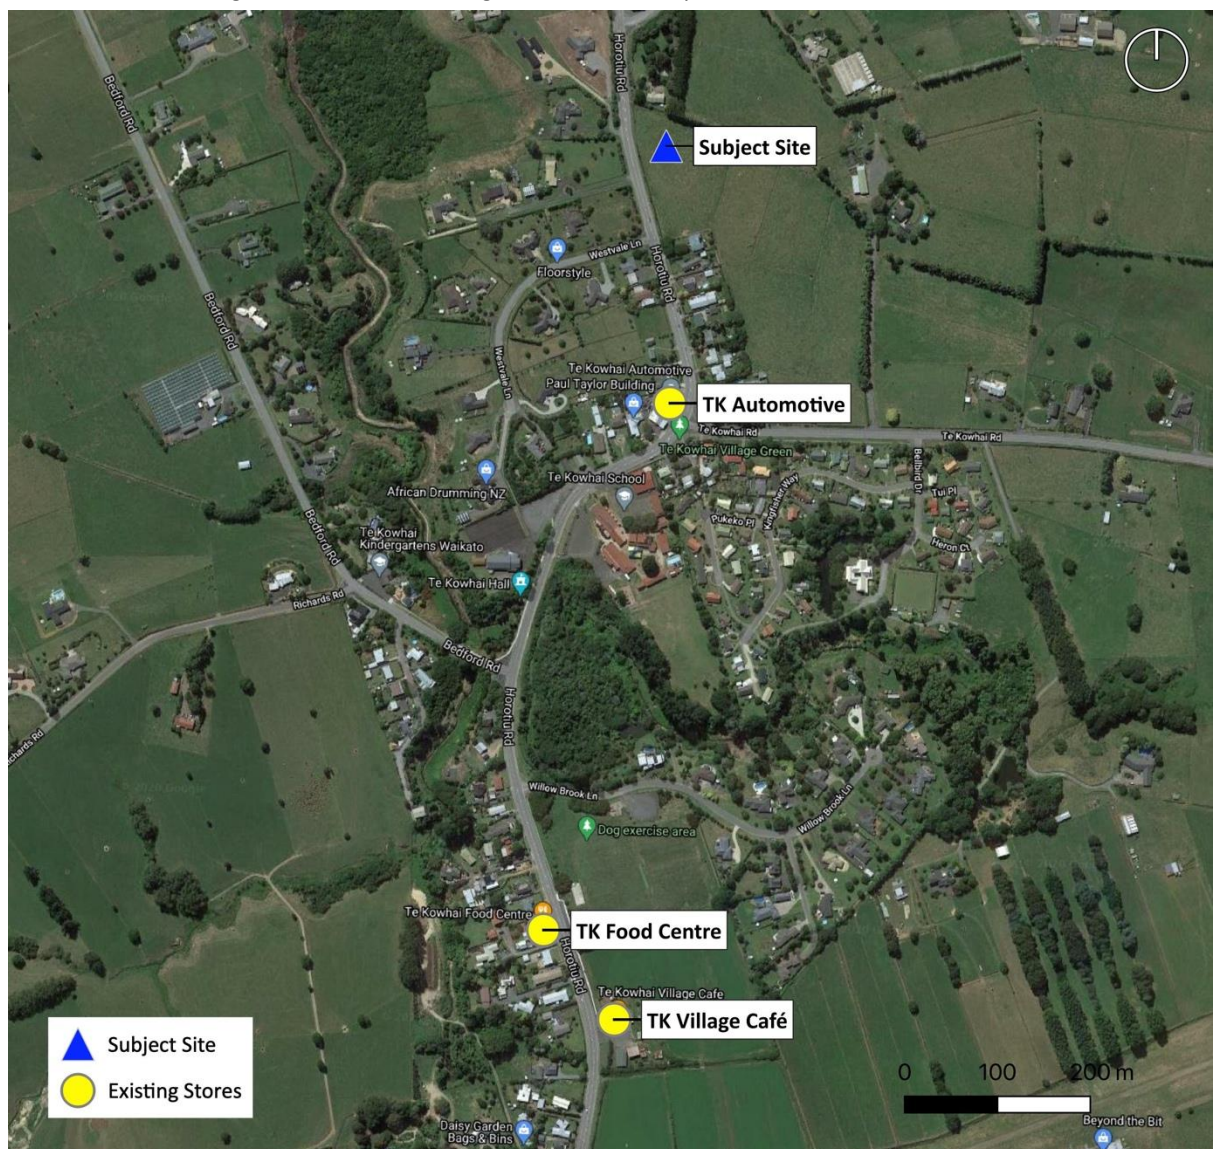 Horotiu Rd
Bedford Rd
Subject Site
Westvale Ln
Floorstyle
Horotiu Rd
Bedford Rd
Westvale Ln
Te Kowhai Automotive
Paul Taylor Building
TK Automotive
Te Kowhai Rd
Te Kowhai Rd
Te Kowhai Village Green
Bellbird Dr
Te Kowhai School
African Drumming NZ
Kingfisher Way
Tui Pl
Pukeko Pl
Heron Ct
Bedford Rd
Te Kowhai
Kindergartens Waikato
Te Kowhai Hall
Richards Rd
Bedford Rd
Horotiu Rd
Richards Rd
Willow Brook Ln
Willow Brook Ln
Dog exercise area
Te Kowhai Food Centre
TK Food Centre
Horotiu Rd
Te Kowhai Village Cafe
TK Village Café
Subject Site
Existing Stores
0 100 200 m
Daisy Garden
Bags & Bins
Beyond the Bit